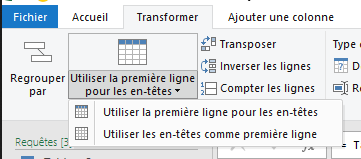 Fichier Accueil Transformer Ajouter une colonne
Regrouper par
Utiliser la première ligne pour les en-têtes
Transposer
Inverser les lignes
Compter les lignes
Type
Utiliser la première ligne pour les en-têtes
Utiliser les en-têtes comme première ligne
Requêtes [3]